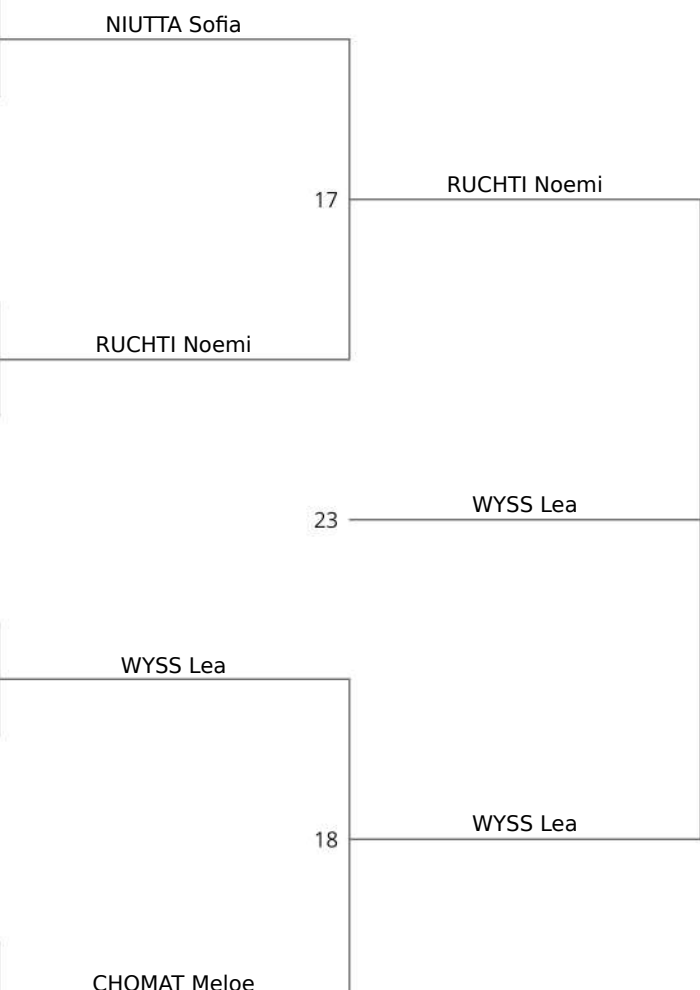 NIUTTA Sofia
17
RUCHTI Noemi
RUCHTI Noemi
23
WYSS Lea
WYSS Lea
18
WYSS Lea
CHOMAT Meloe